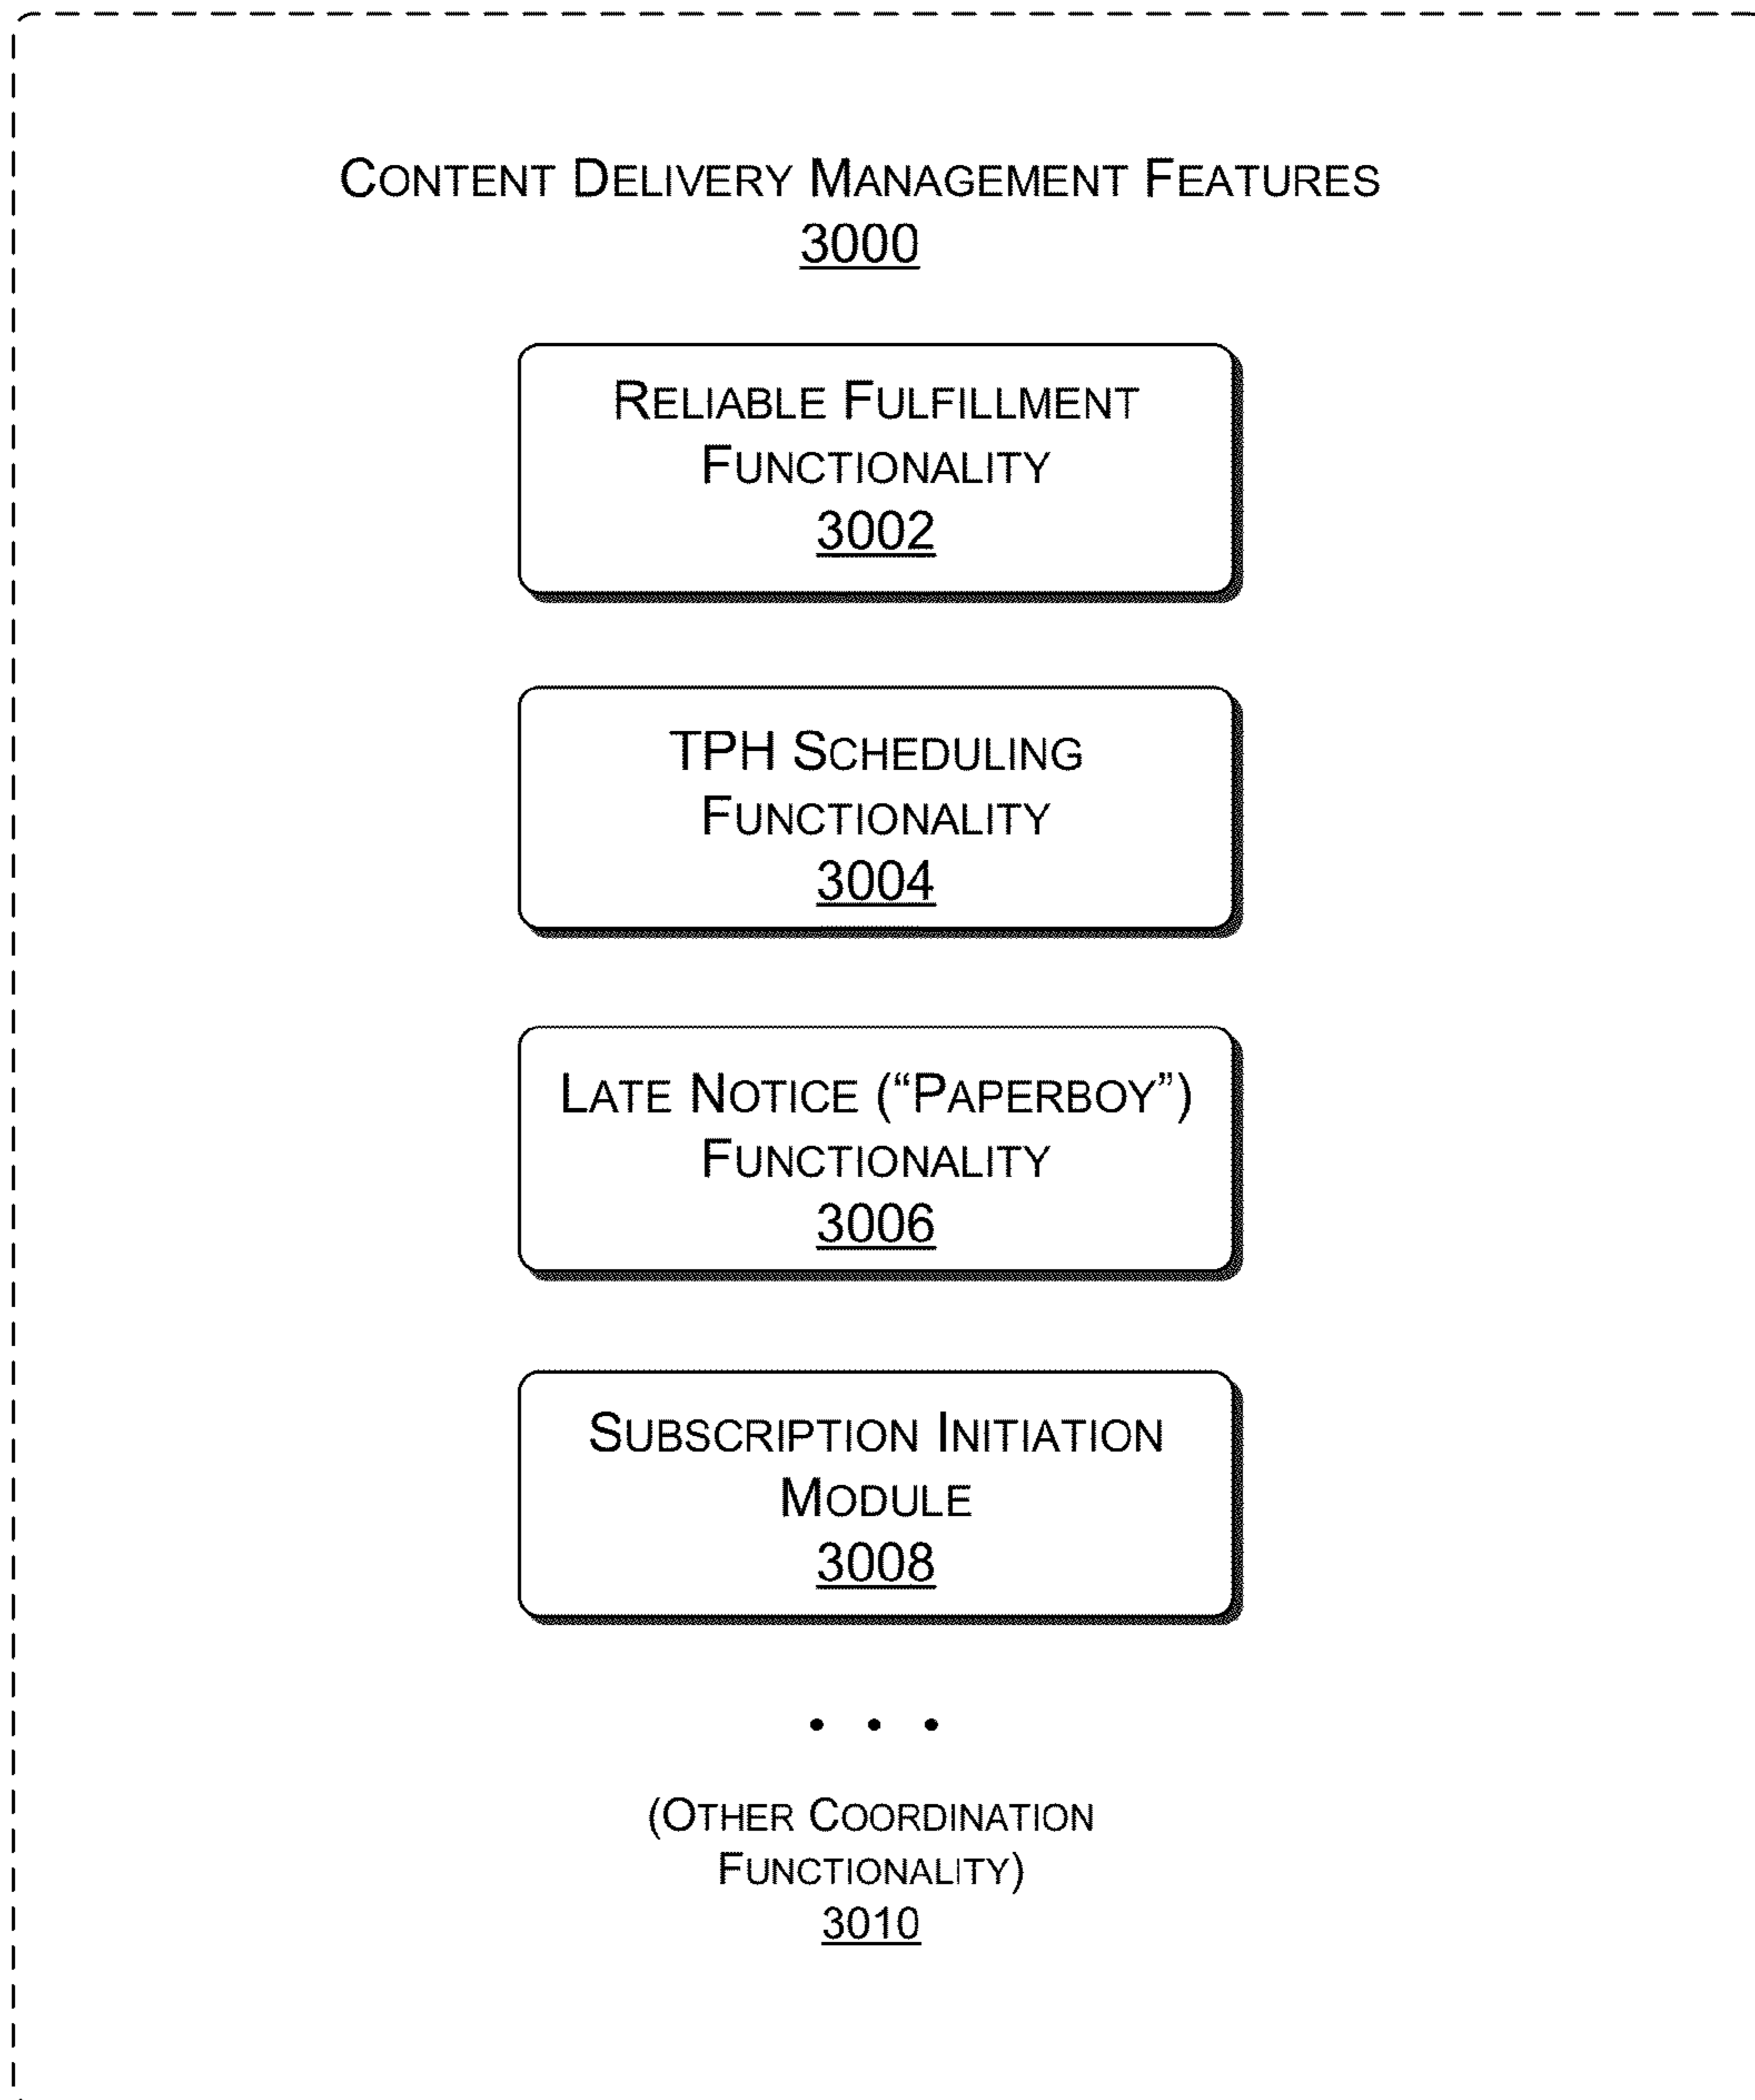 CONTENT DELIVERY MANAGEMENT FEATURES
3000
RELIABLE FULFILLMENT
FUNCTIONALITY
3002
TPH SCHEDULING
FUNCTIONALITY
3004
LATE NOTICE (“PAPERBOY”)
FUNCTIONALITY
3006
SUBSCRIPTION INITIATION
MODULE
3008
• • •
(OTHER COORDINATION
FUNCTIONALITY)
3010